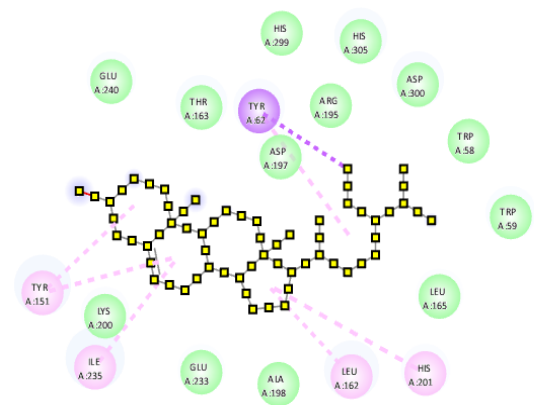 HIS
A:299
HIS
A:305
GLU
A:240
ASP
A:300
THR
A:163
TYR
A:62
ARG
A:195
TRP
A:58
ASP
A:197
TRP
A:59
TYR
A:151
LYS
A:200
LEU
A:165
ILE
A:235
GLU
A:233
ALA
A:198
LEU
A:162
HIS
A:201